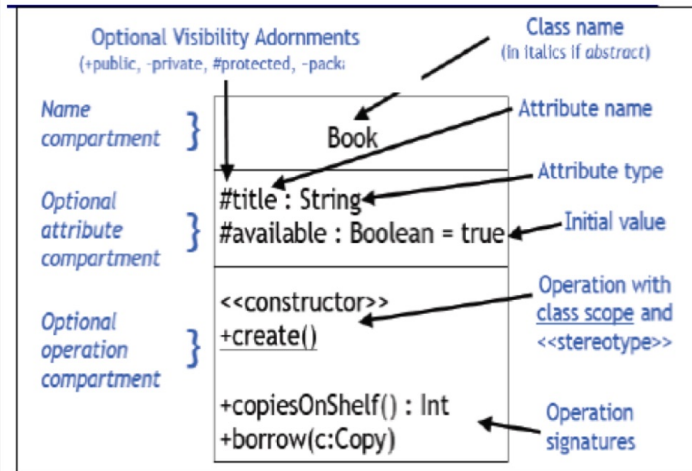 Optional Visibility Adornments
(+public, -private, #protected, ~pack
Class name
(in italics if abstract)
Name
compartment
}
Book
Attribute name
Optional
attribute
compartment
}
#title : String
#available : Boolean = true
Attribute type
Initial value
Optional
operation
compartment
}
<<constructor>>
+create()
+copiesOnShelf() : Int
+borrow(c:Copy)
Operation with
class scope and
<<stereotype>>
Operation
signatures